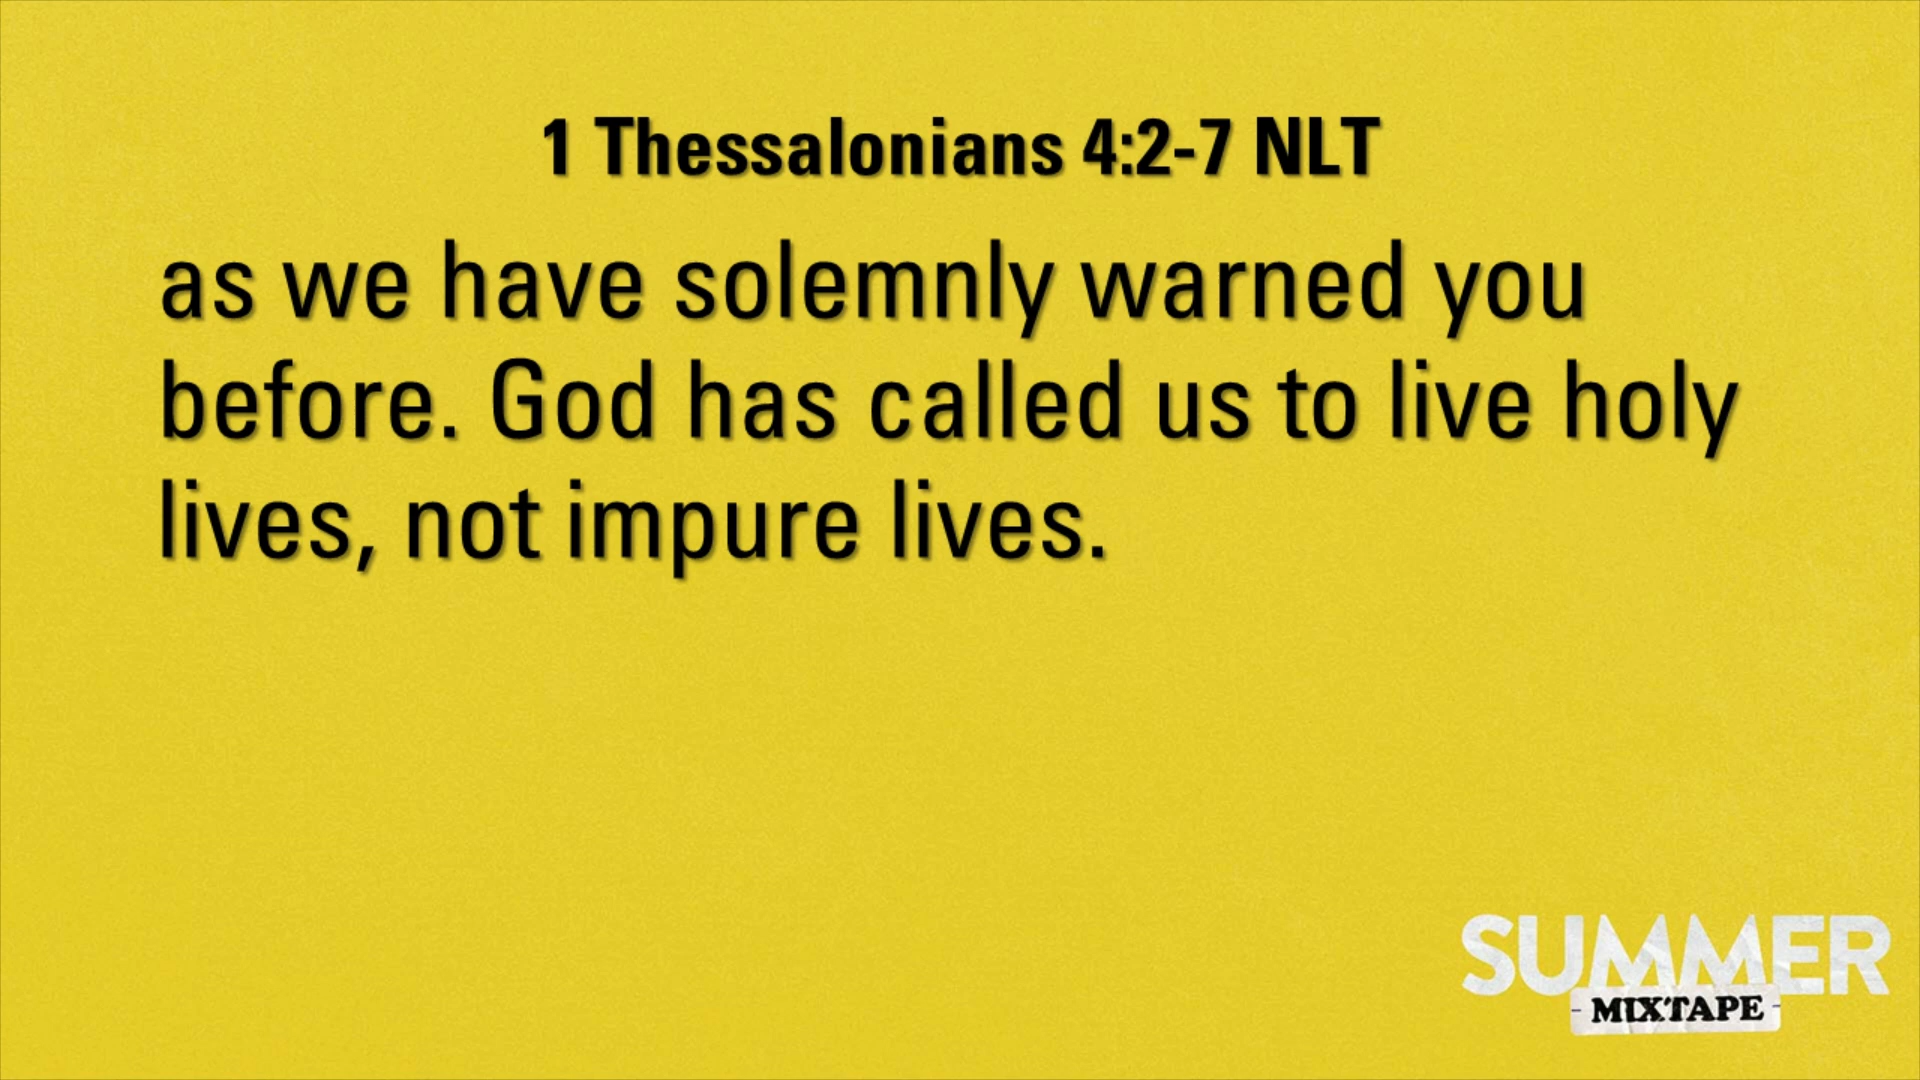 1 Thessalonians 4:2-7 NLT
as we have solemnly warned you
before. God has called us to live holy
lives, not impure lives.
SUMMER
- MIXTAPE -